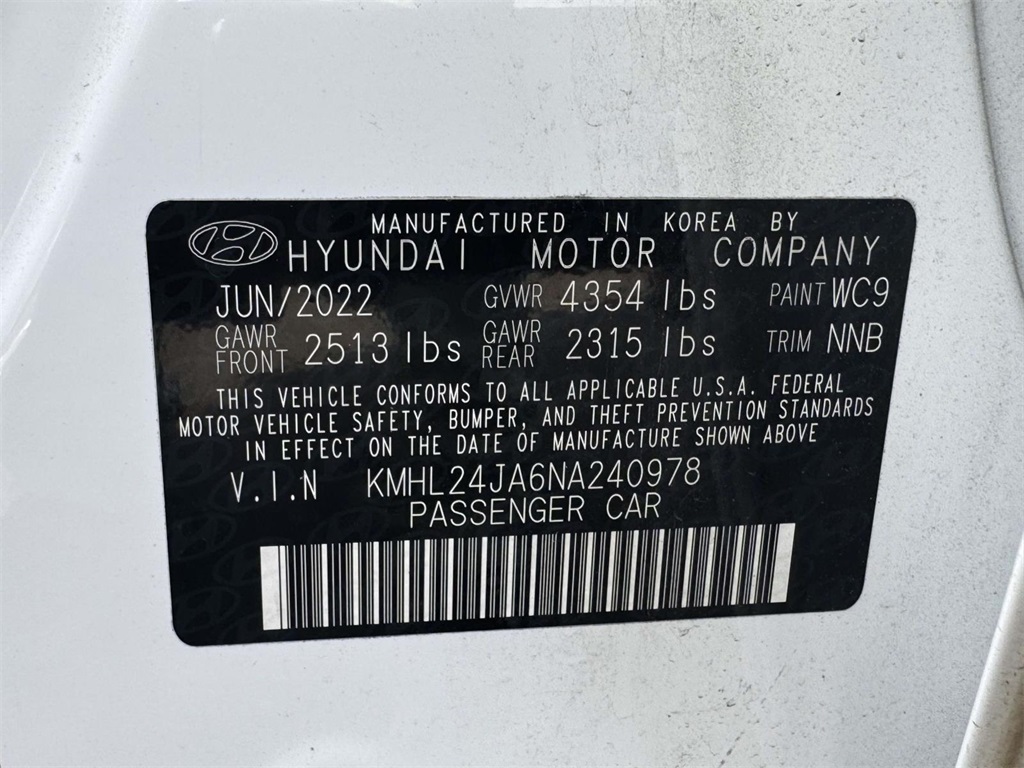 MANUFACTURED IN KOREA BY
HYUNDAI MOTOR COMPANY
JUN/2022 GVWR 4354 lbs PAINT WC9
GAWR FRONT 2513 lbs GAWR REAR 2315 lbs TRIM NNB
THIS VEHICLE CONFORMS TO ALL APPLICABLE U.S.A. FEDERAL
MOTOR VEHICLE SAFETY, BUMPER, AND THEFT PREVENTION STANDARDS
IN EFFECT ON THE DATE OF MANUFACTURE SHOWN ABOVE
V.I.N KMHL24JA6NA240978
PASSENGER CAR